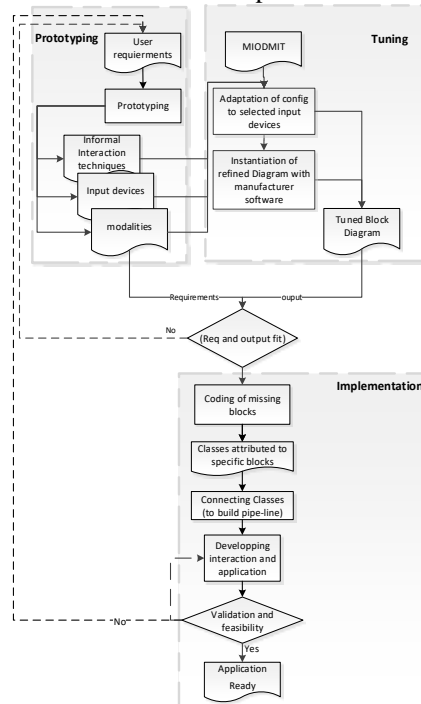 Prototyping
User
requierments
Prototyping
Informal
Interaction
techniques
Input devices
modalities
Tuning
MIODMIT
Adaptation of config
to selected input
devices
Instantiation of
refined Diagram with
manufacturer
software
Tuned Block
Diagram
Requirements
ouput
No
(Req and output fit)
Implementation
Coding of missing
blocks
Classes attributed to
specific blocks
Connecting Classes
(to build pipe-line)
Developping
interaction and
application
No
Validation and
feasibility
Yes
Application
Ready